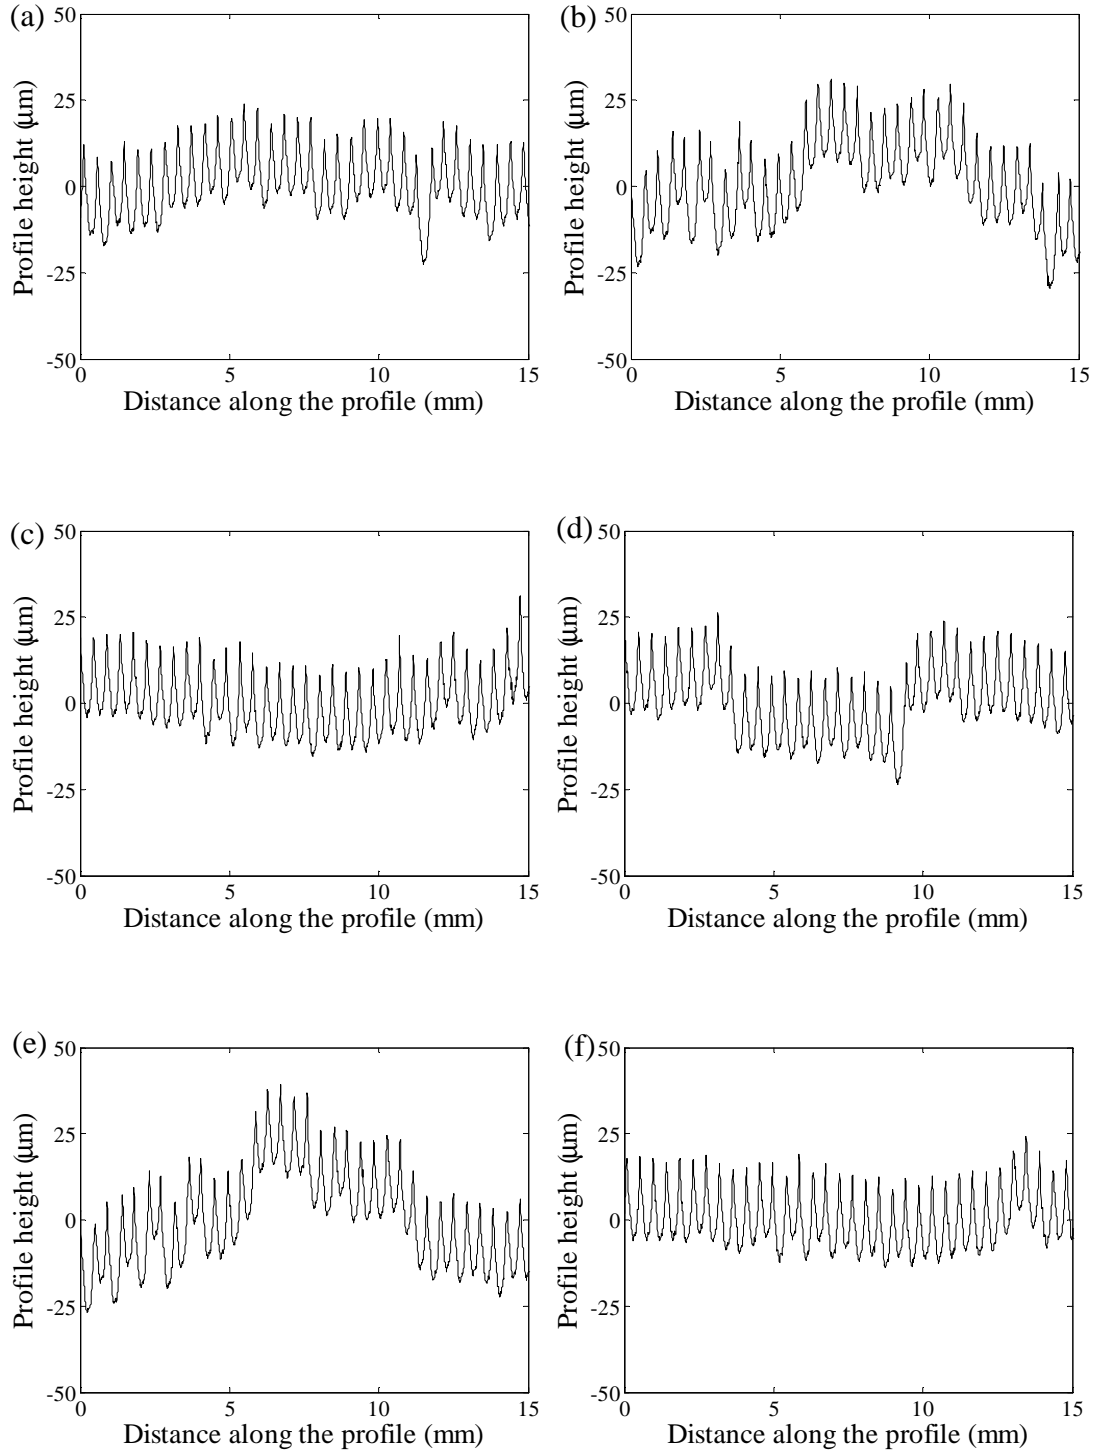 (a) (b)
50 50
25 25
0 0
-25 -25
-50 -50
0 5 10 15 0 5 10 15
Profile height (μm) Profile height (μm)
Distance along the profile (mm) Distance along the profile (mm)
(c) (d)
50 50
25 25
0 0
-25 -25
-50 -50
0 5 10 15 0 5 10 15
Profile height (μm) Profile height (μm)
Distance along the profile (mm) Distance along the profile (mm)
(e) (f)
50 50
25 25
0 0
-25 -25
-50 -50
0 5 10 15 0 5 10 15
Profile height (μm) Profile height (μm)
Distance along the profile (mm) Distance along the profile (mm)